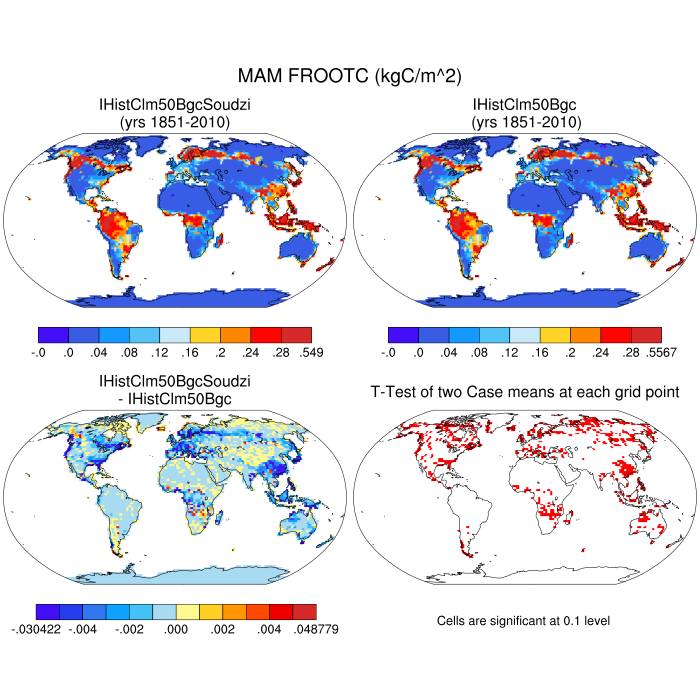 MAM FROOTC (kgC/m^2)
IHistClm50BgcSoudzi
(yrs 1851-2010)
IHistClm50Bgc
(yrs 1851-2010)
-.0 .0 .04 .08 .12 .16 .2 .24 .28 .549
-.0 .0 .04 .08 .12 .16 .2 .24 .28 .5567
IHistClm50BgcSoudzi
- IHistClm50Bgc
T-Test of two Case means at each grid point
-.030422 -.004 -.002 .000 .002 .004 .048779
Cells are significant at 0.1 level